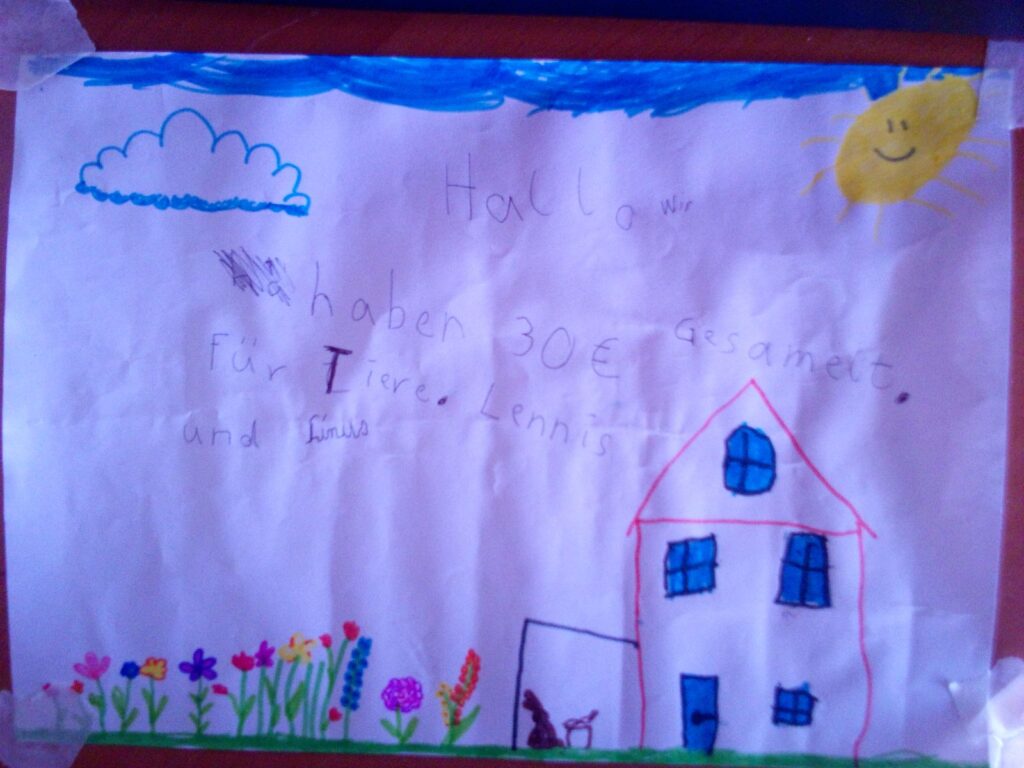 Hallo wir
haben 30€ Gesamelt.
Für Tiere. Lennis
und Linus